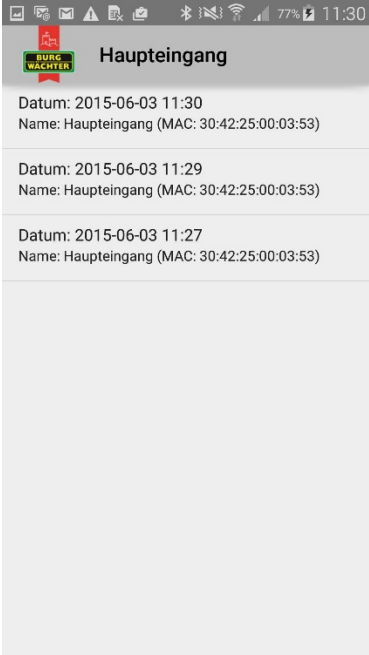 77% 11:30
BURG
WÄCHTER
Haupteingang
Datum: 2015-06-03 11:30
Name: Haupteingang (MAC: 30:42:25:00:03:53)
Datum: 2015-06-03 11:29
Name: Haupteingang (MAC: 30:42:25:00:03:53)
Datum: 2015-06-03 11:27
Name: Haupteingang (MAC: 30:42:25:00:03:53)